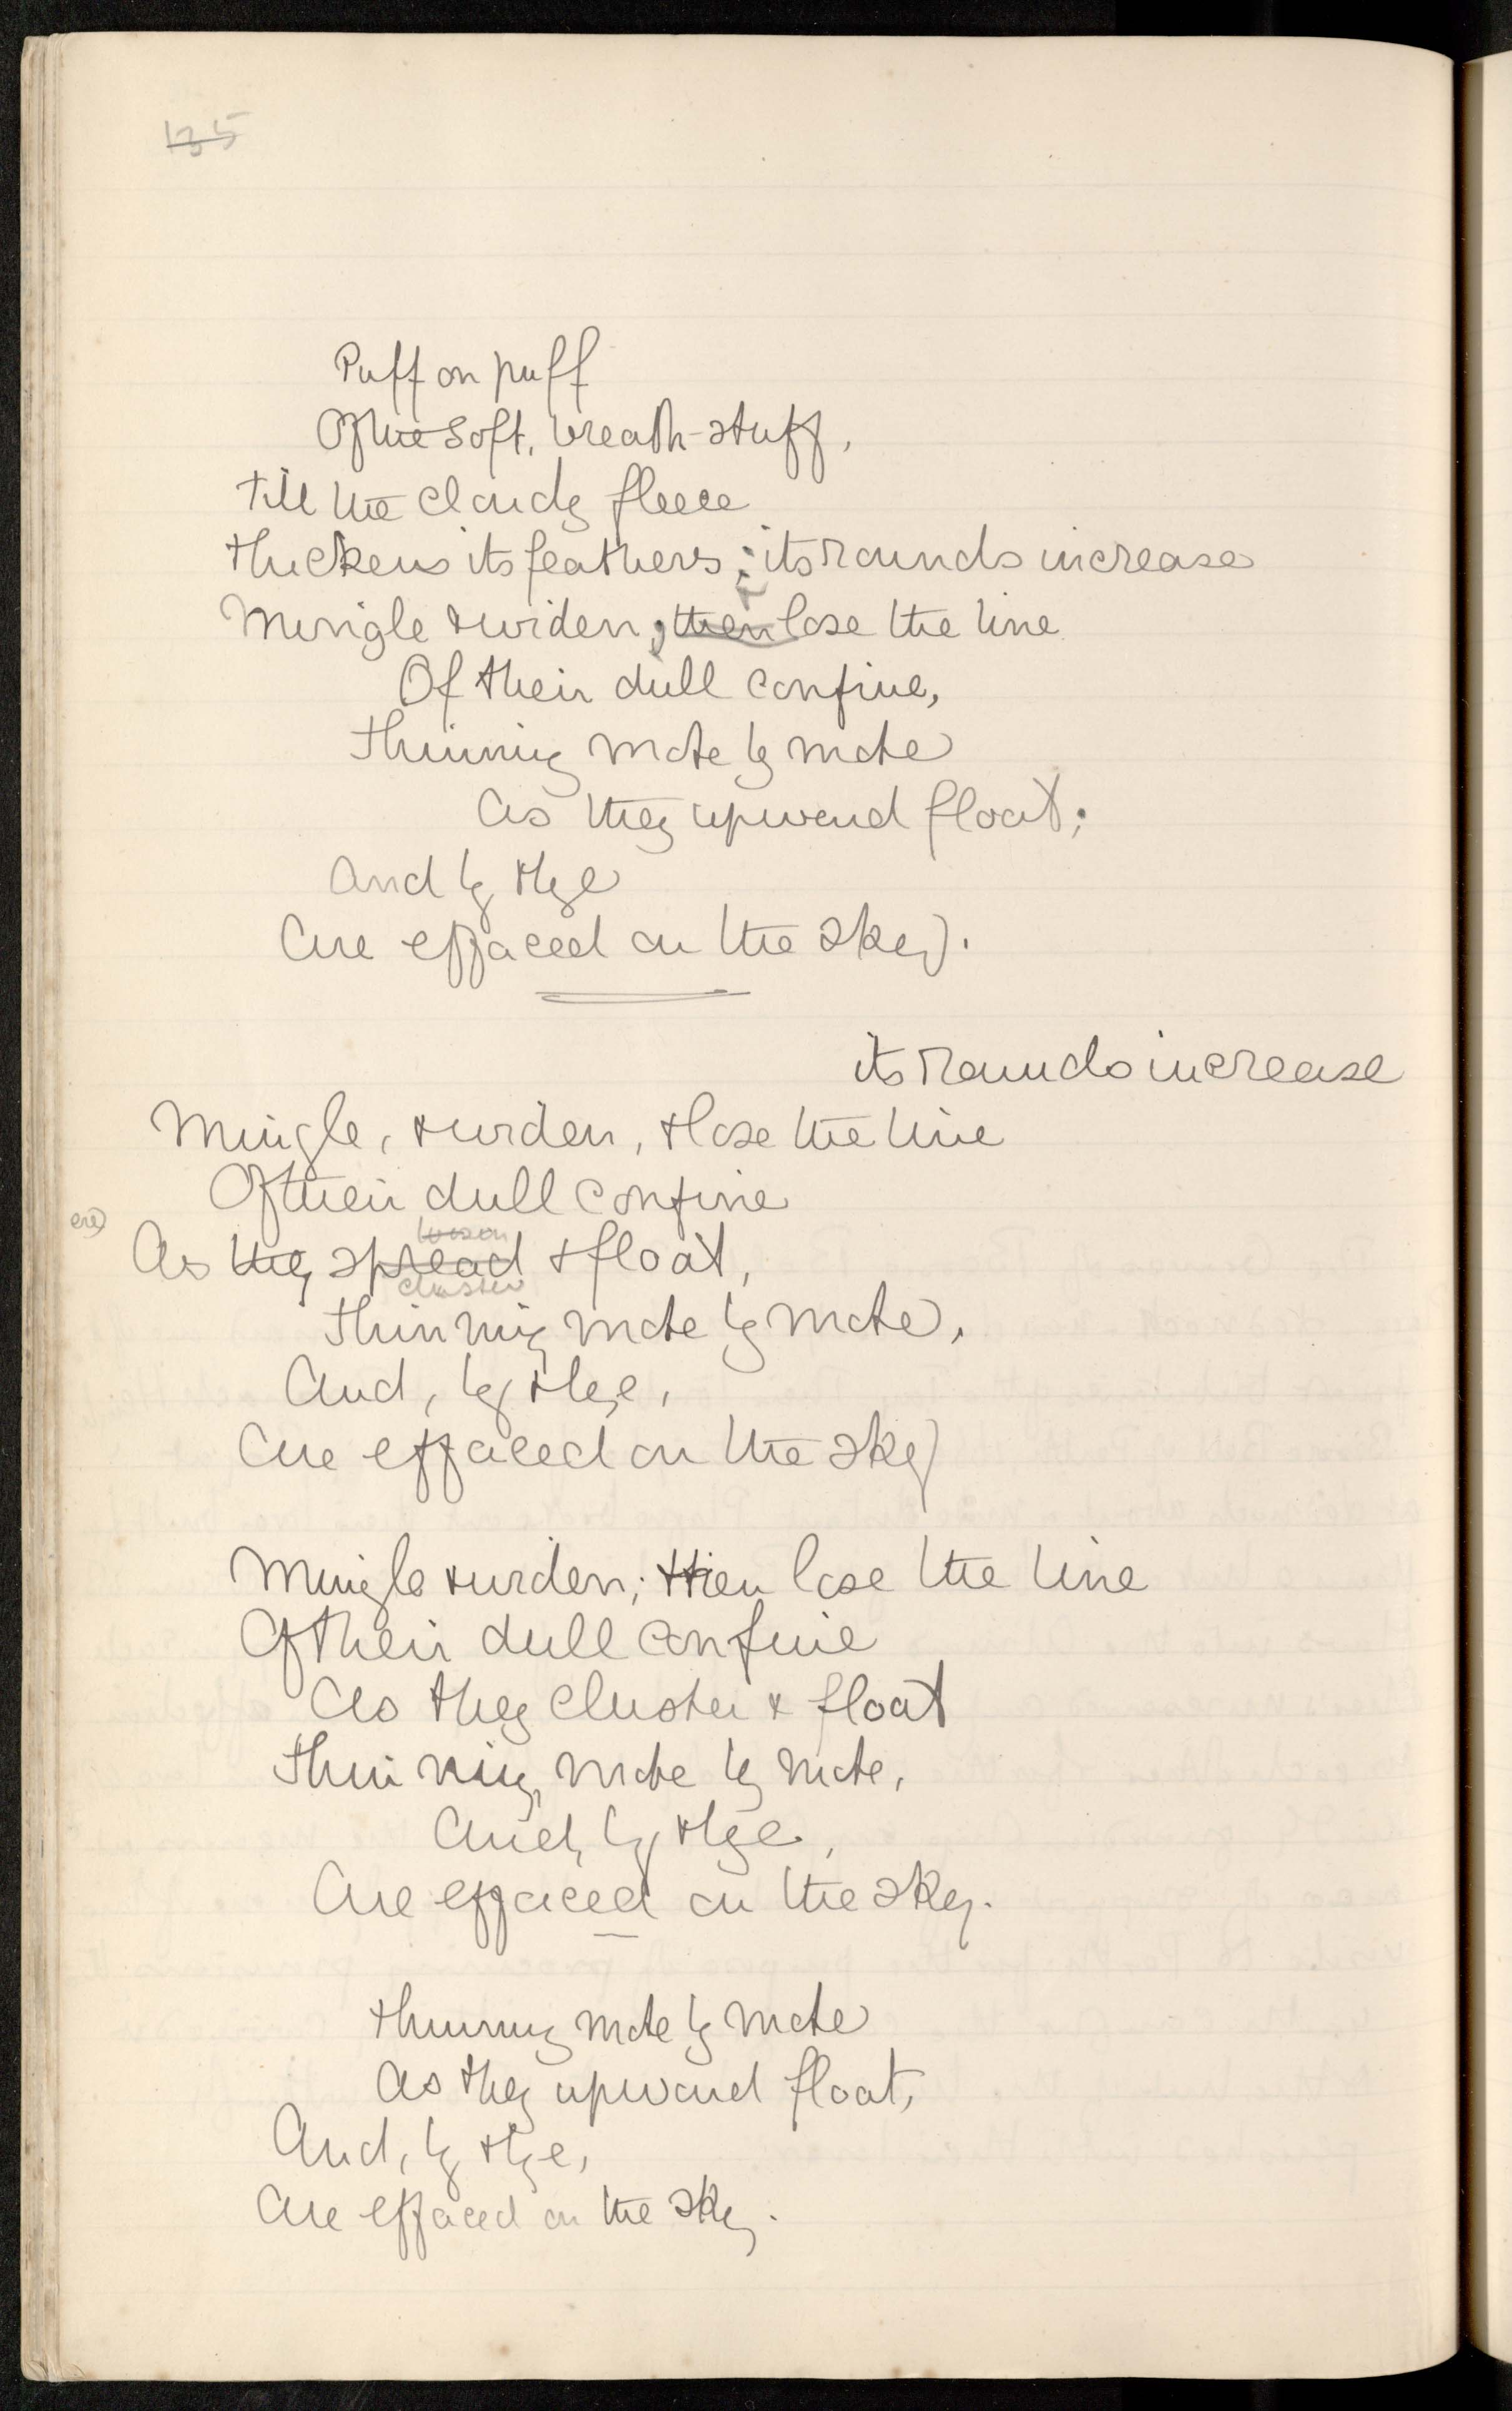 135
Puff on puff
Of the soft, breath-stuff,
Till the cloudy fleece
Thickens its feathers; its rounds increase
Mingle & widen; then lose the line
Of their dull confine,
Thinning mote by mote
As they upward float;
And by & bye
Are effaced on the sky.
its rounds increase
Mingle, & widen, & lose the line
Of their dull confine
ere
loosen
As they spread & float,
cluster
Thinning mote by mote,
And, by & bye,
Are effaced on the sky
Mingle & widen; then lose the line
Of their dull confine
As they cluster & float
Thinning, mote by mote,
And, by & bye,
Are effaced on the sky.
Thinning mote by mote
As they upward float,
And, by & bye,
Are effaced on the sky.